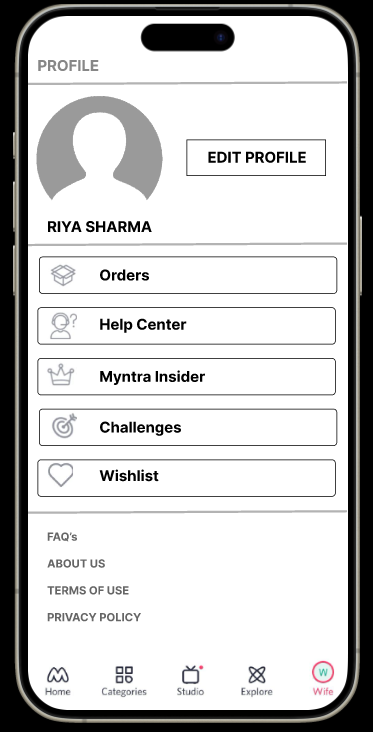 PROFILE
EDIT PROFILE
RIYA SHARMA
Orders
Help Center
Myntra Insider
Challenges
Wishlist
FAQ's
ABOUT US
TERMS OF USE
PRIVACY POLICY
W
Home Categories Studio Explore Wife